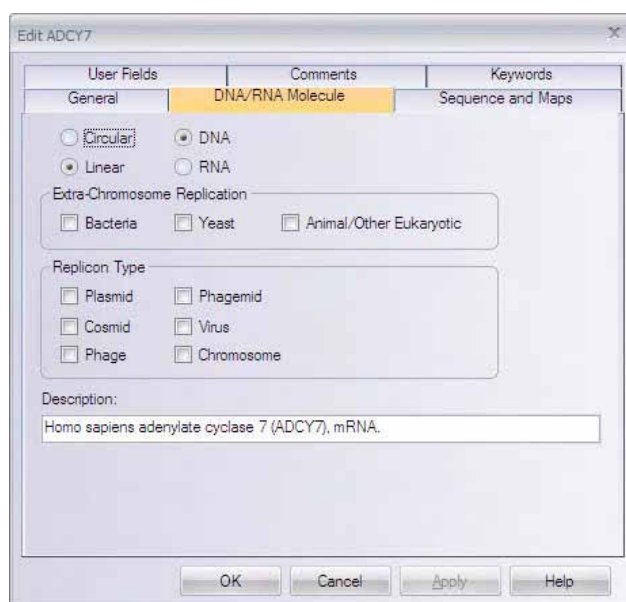 Edit ADCY7
User Fields Comments Keywords
General DNA/RNA Molecule Sequence and Maps
Circular DNA
Linear RNA
Extra-Chromosome Replication
Bacteria Yeast Animal/Other Eukaryotic
Replicon Type
Plasmid Phagemid
Cosmid Virus
Phage Chromosome
Description:
Homo sapiens adenylate cyclase 7 (ADCY7), mRNA.
OK Cancel Apply Help